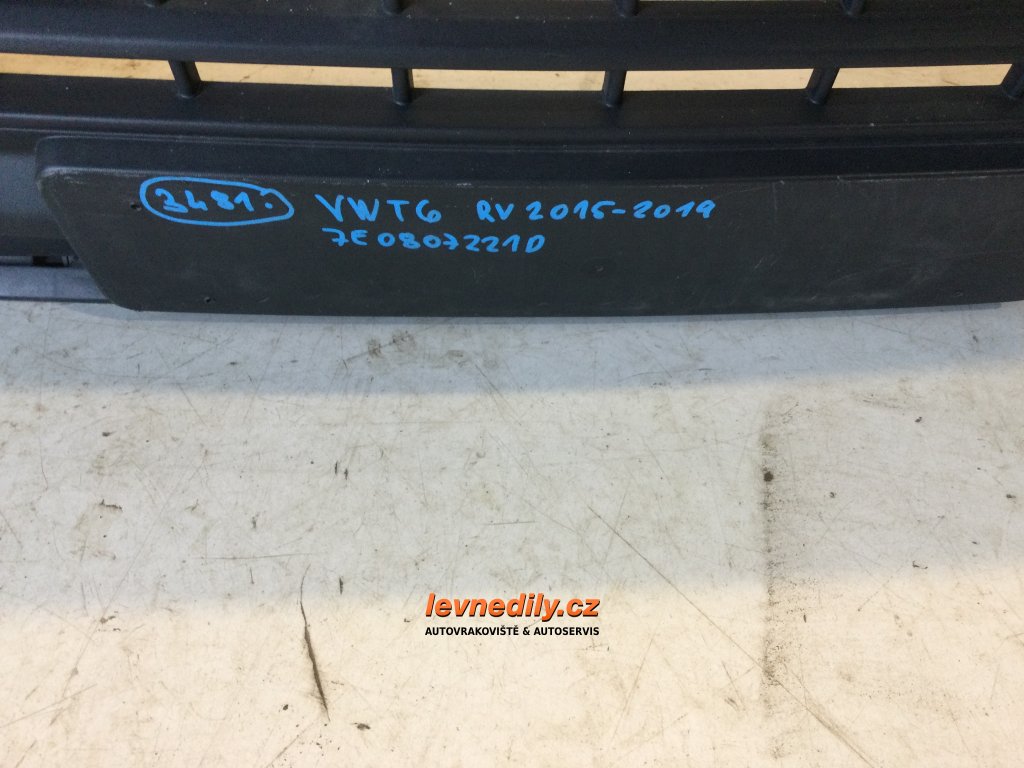 3481. VWT6 RV 2015-2019
7E0807221D
levnedily.cz
AUTOVRAKOVIŠTĚ & AUTOSERVIS